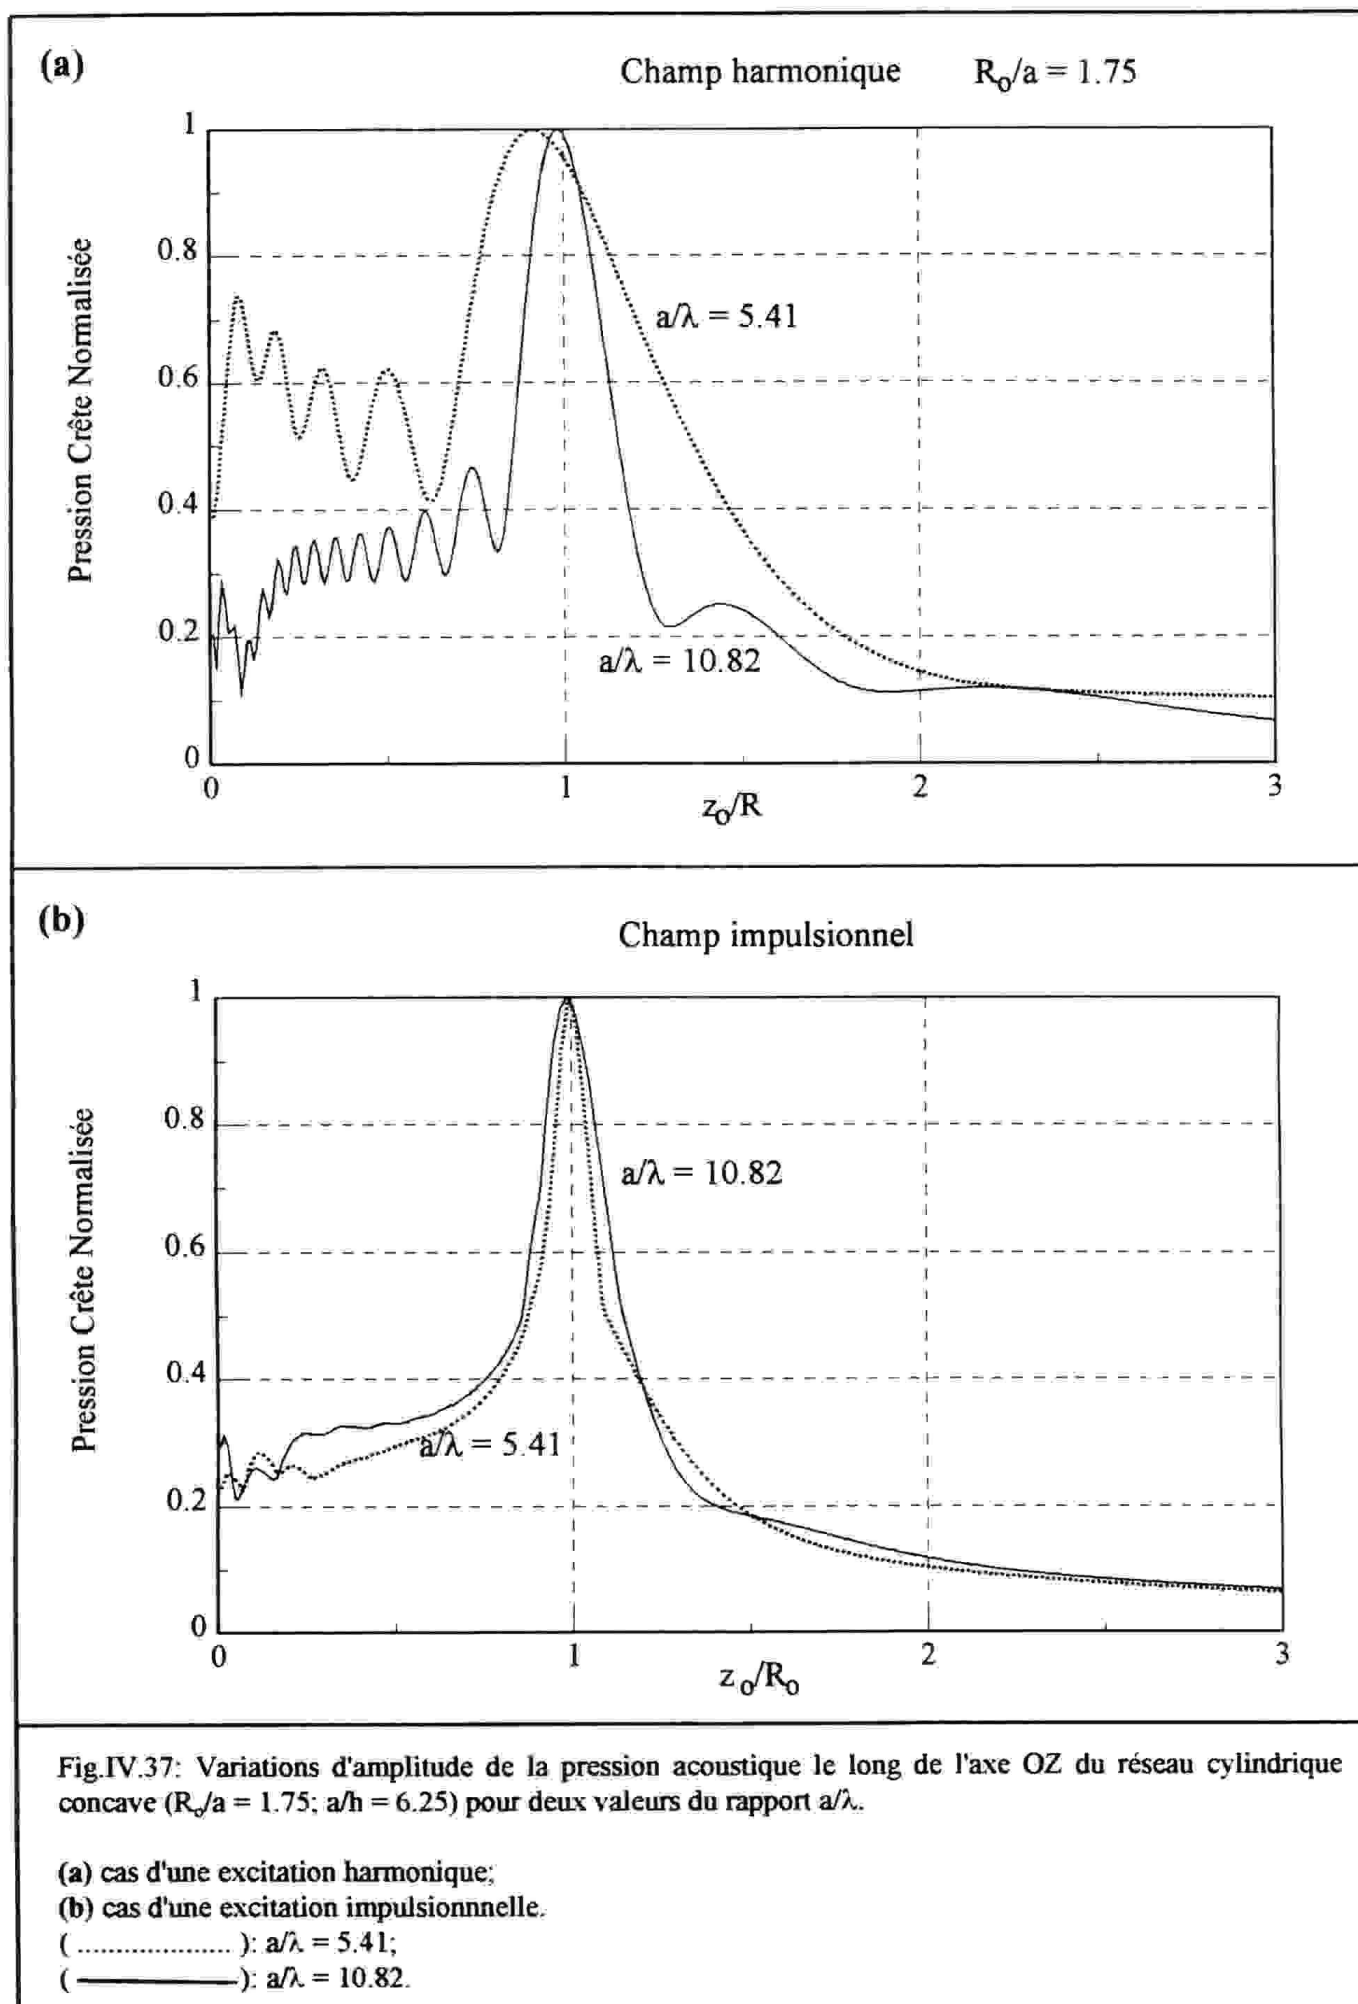 (a)
Champ harmonique R₀/a = 1.75
1
0.8
0.6
0.4
0.2
0
Pression Crête Normalisée
a/λ = 5.41
a/λ = 10.82
0 1 2 3
z₀/R
(b)
Champ impulsionnel
1
0.8
0.6
0.4
0.2
0
Pression Crête Normalisée
a/λ = 10.82
a/λ = 5.41
0 1 2 3
z₀/R₀
Fig.IV.37: Variations d'amplitude de la pression acoustique le long de l'axe OZ du réseau cylindrique
concave (R₀/a = 1.75; a/h = 6.25) pour deux valeurs du rapport a/λ.
(a) cas d'une excitation harmonique;
(b) cas d'une excitation impulsionnnelle.
( ..................... ): a/λ = 5.41;
( ————— ): a/λ = 10.82.